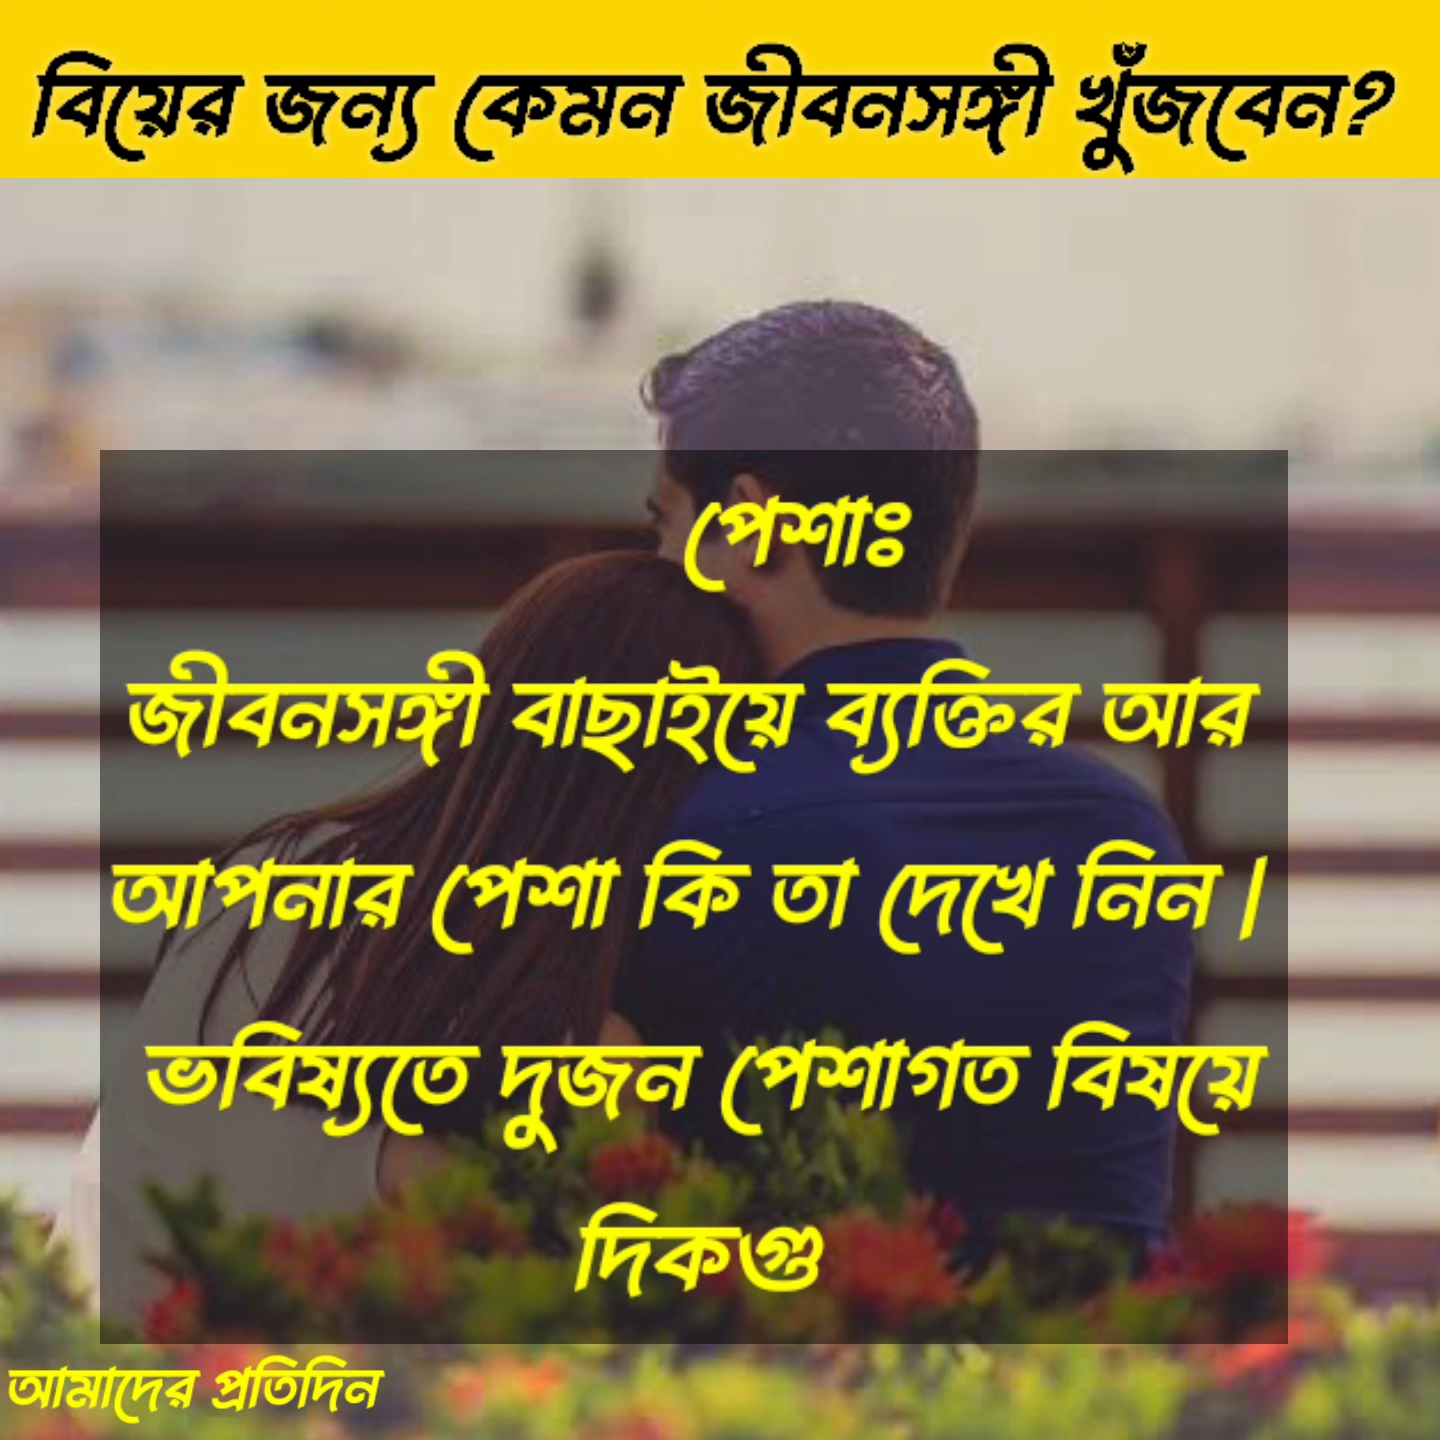 বিয়ের জন্য কেমন জীবনসঙ্গী খুঁজবেন?
পেশাঃ
জীবনসঙ্গী বাছাইয়ে ব্যক্তির আর
আপনার পেশা কি তা দেখে নিন।
ভবিষ্যতে দুজন পেশাগত বিষয়ে
দিকগু
আমাদের প্রতিদিন